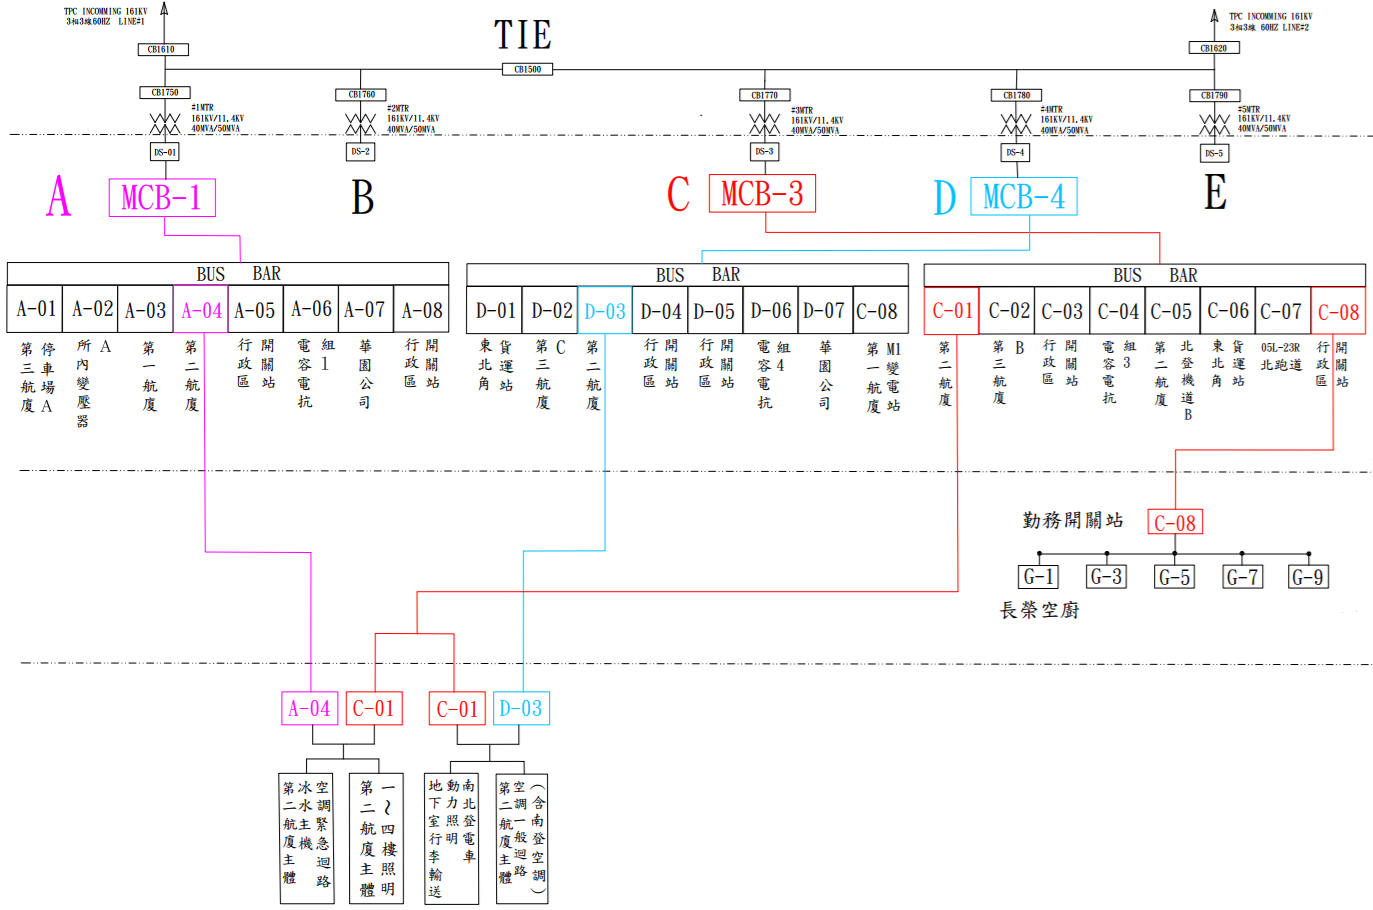 TPC INCOMMING 161KV
3相3線60HZ LINE#1
TIE
TPC INCOMMING 161KV
3相3線 60HZ LINE#2
CB1610
CB1500
CB1620
CB1750
CB1760
CB1770
CB1780
CB1790
#1MTR
161KV/11.4KV
40MVA/50MVA
#2MTR
161KV/11.4KV
40MVA/50MVA
#3MTR
161KV/11.4KV
40MVA/50MVA
#4MTR
161KV/11.4KV
40MVA/50MVA
#5MTR
161KV/11.4KV
40MVA/50MVA
DS-01
DS-2
DS-3
DS-4
DS-5
A
MCB-1
B
C
MCB-3
D
MCB-4
E
BUS BAR
A-01
A-02
A-03
A-04
A-05
A-06
A-07
A-08
停車場A
第三航廈
A
所內變壓器
第一航廈
第二航廈
開關站
行政區
組1
電容電抗
華園公司
開關站
行政區
BUS BAR
D-01
D-02
D-03
D-04
D-05
D-06
D-07
C-08
貨運站
東北角
C
第三航廈
第二航廈
開關站
行政區
開關站
行政區
組4
電容電抗
華園公司
M1變電站
第一航廈
BUS BAR
C-01
C-02
C-03
C-04
C-05
C-06
C-07
C-08
第二航廈
B
第三航廈
開關站
行政區
組3
電容電抗
北登機道B
第二航廈
貨運站
東北角
05L-23R
北跑道
開關站
行政區
勤務開關站
C-08
G-1
G-3
G-5
G-7
G-9
長榮空廚
A-04
C-01
C-01
D-03
空調緊急迴路
冰水主機
第二航廈主體
一~四樓照明
第二航廈主體
南北登電車
動力照明
地下室行李輸送
(含南登空調)
空調一般迴路
第二航廈主體